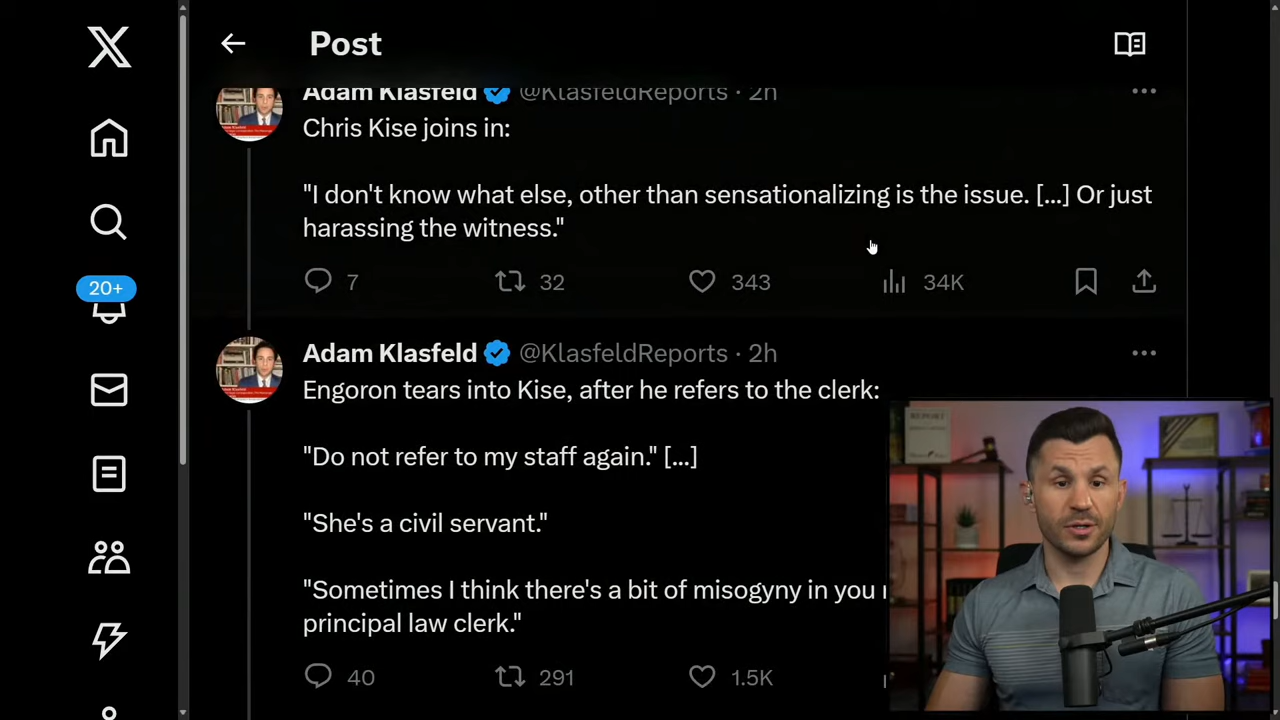 Post
Adam Klasfeld @KlasfeldReports · 2h
Chris Kise joins in:
"I don't know what else, other than sensationalizing is the issue. [...] Or just
harassing the witness."
7 32 343 34K
20+
Adam Klasfeld @KlasfeldReports · 2h
Engoron tears into Kise, after he refers to the clerk:
"Do not refer to my staff again." [...]
"She's a civil servant."
"Sometimes I think there's a bit of misogyny in you
principal law clerk."
40 291 1.5K